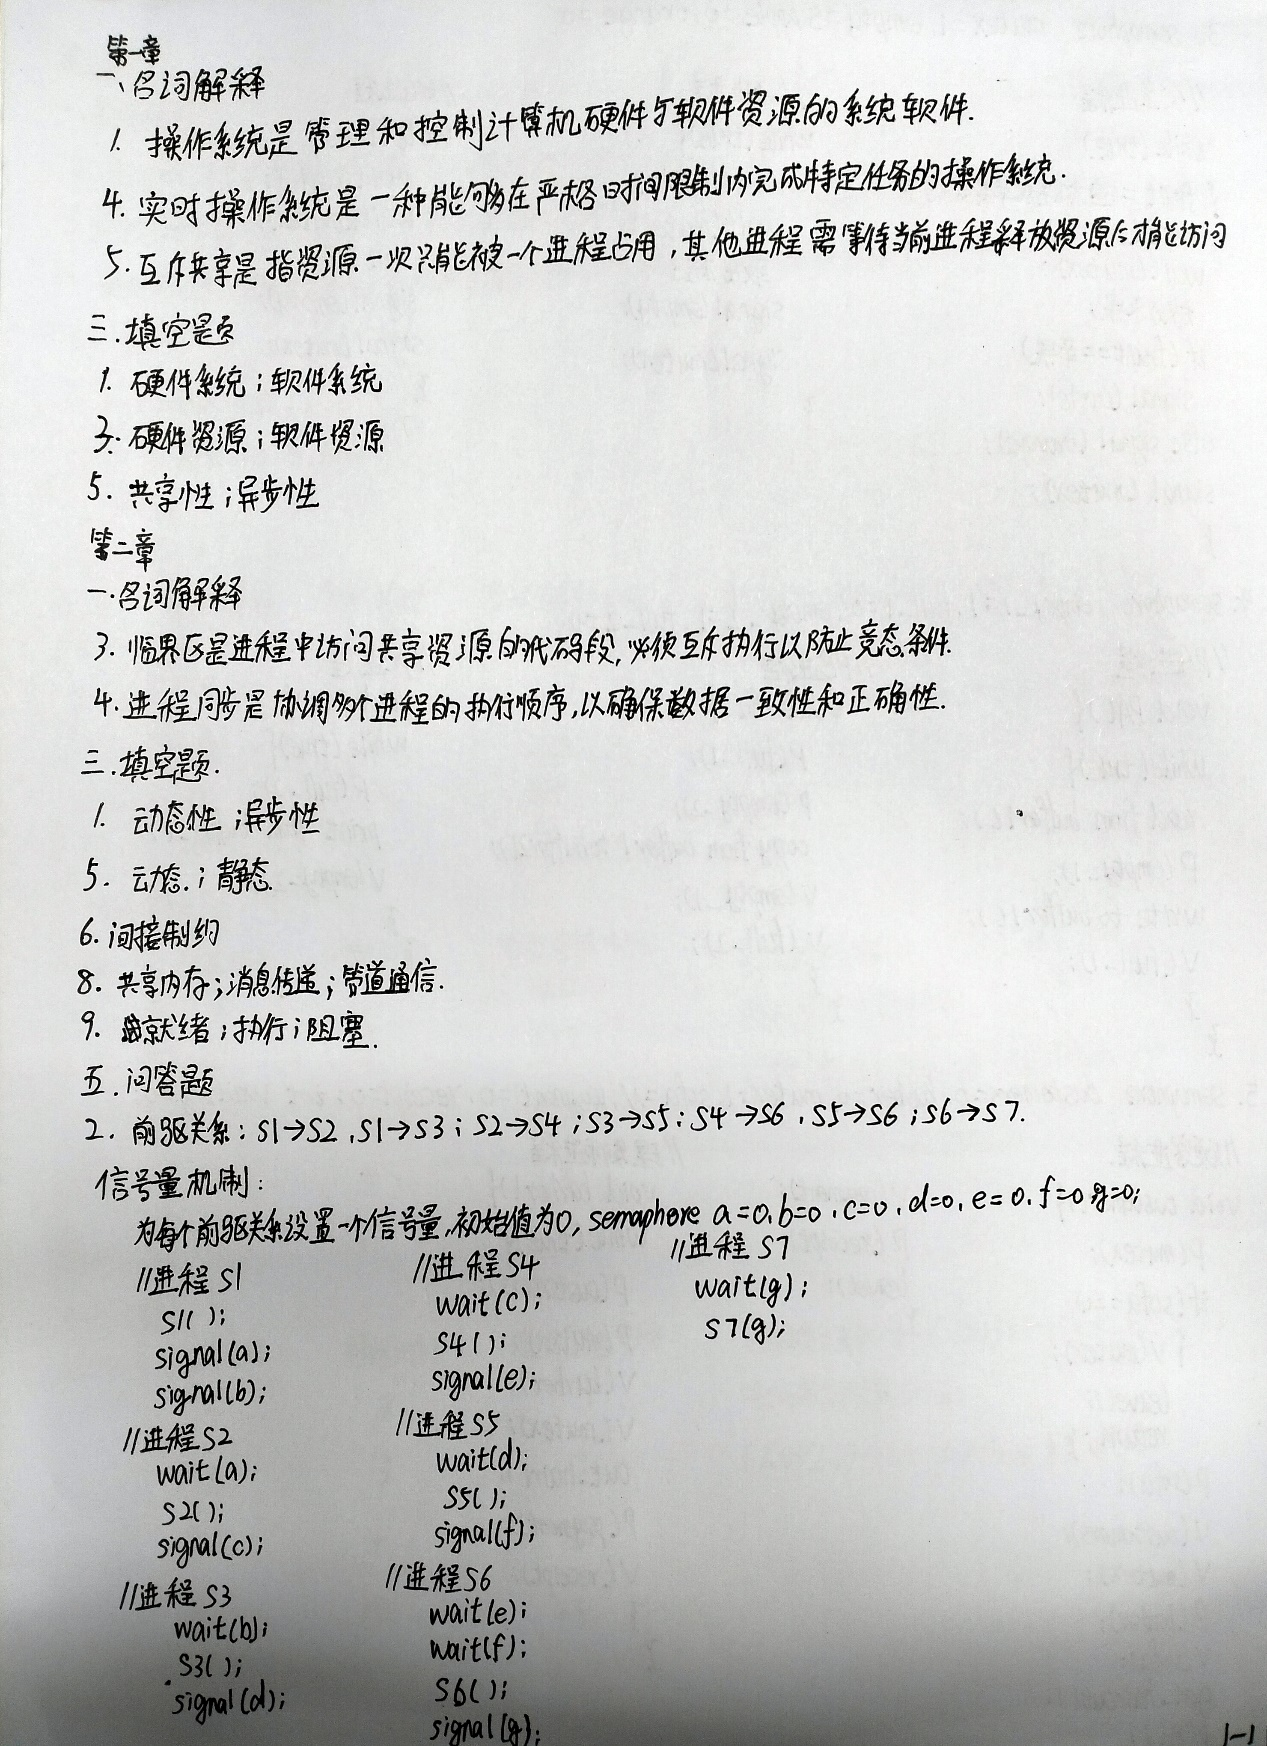 第一章
一、名词解释
1. 操作系统是管理和控制计算机硬件与软件资源的系统软件.
4. 实时操作系统是一种能够在严格时间限制内完成特定任务的操作系统.
5. 互斥共享是指资源一次只能被一个进程占用,其他进程需等待当前进程释放资源后才能访问
三.填空题
1. 硬件系统;软件系统
3. 硬件资源;软件资源
5. 共享性;异步性
第二章
一.名词解释
3. 临界区是进程中访问共享资源的代码段,必须互斥执行以防止竞态条件.
4. 进程同步是协调多个进程的执行顺序,以确保数据一致性和正确性.
三.填空题.
1. 动态性;异步性
5. 动态.;静态.
6. 间接制约
8. 共享内存;消息传递;管道通信.
9. 就绪;执行;阻塞.
五.问答题
2. 前驱关系:S1→S2,S1→S3;S2→S4;S3→S5;S4→S6,S5→S6;S6→S7.
信号量机制:
为每个前驱关系设置一个信号量,初始值为0, semaphore a=0,b=0,c=0,d=0,e=0,f=0 g=0;
//进程S1
S1( );
signal(a);
signal(b);
//进程S2
wait(a);
S2( );
signal(c);
//进程S3
wait(b);
S3( );
signal(d);
//进程S4
wait(c);
S4( );
signal(e);
//进程S5
wait(d);
S5( );
signal(f);
//进程S6
wait(e);
wait(f);
S6( );
signal(g);
//进程S7
wait(g);
S7(g);
1-1